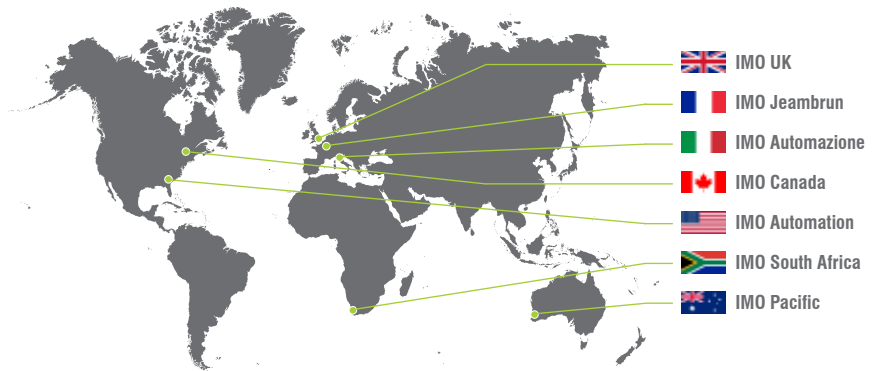 IMO UK
IMO Jeambrun
IMO Automazione
IMO Canada
IMO Automation
IMO South Africa
IMO Pacific